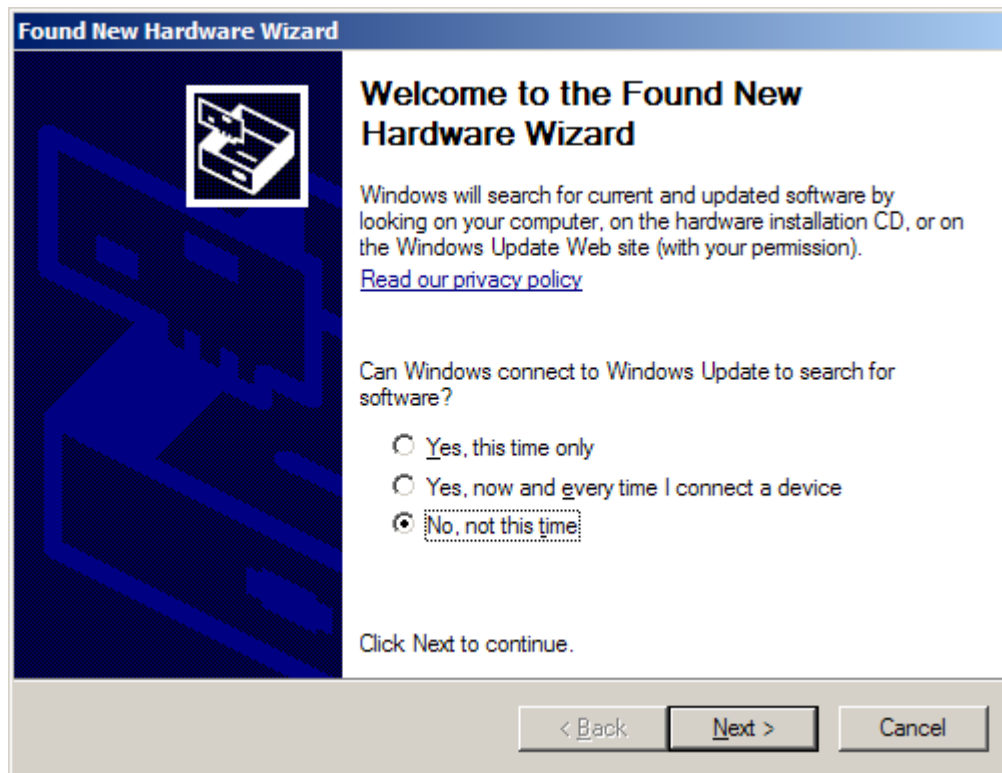 Found New Hardware Wizard
Welcome to the Found New
Hardware Wizard
Windows will search for current and updated software by
looking on your computer, on the hardware installation CD, or on
the Windows Update Web site (with your permission).
Read our privacy policy
Can Windows connect to Windows Update to search for
software?
Yes, this time only
Yes, now and every time I connect a device
No, not this time
Click Next to continue.
< Back
Next >
Cancel